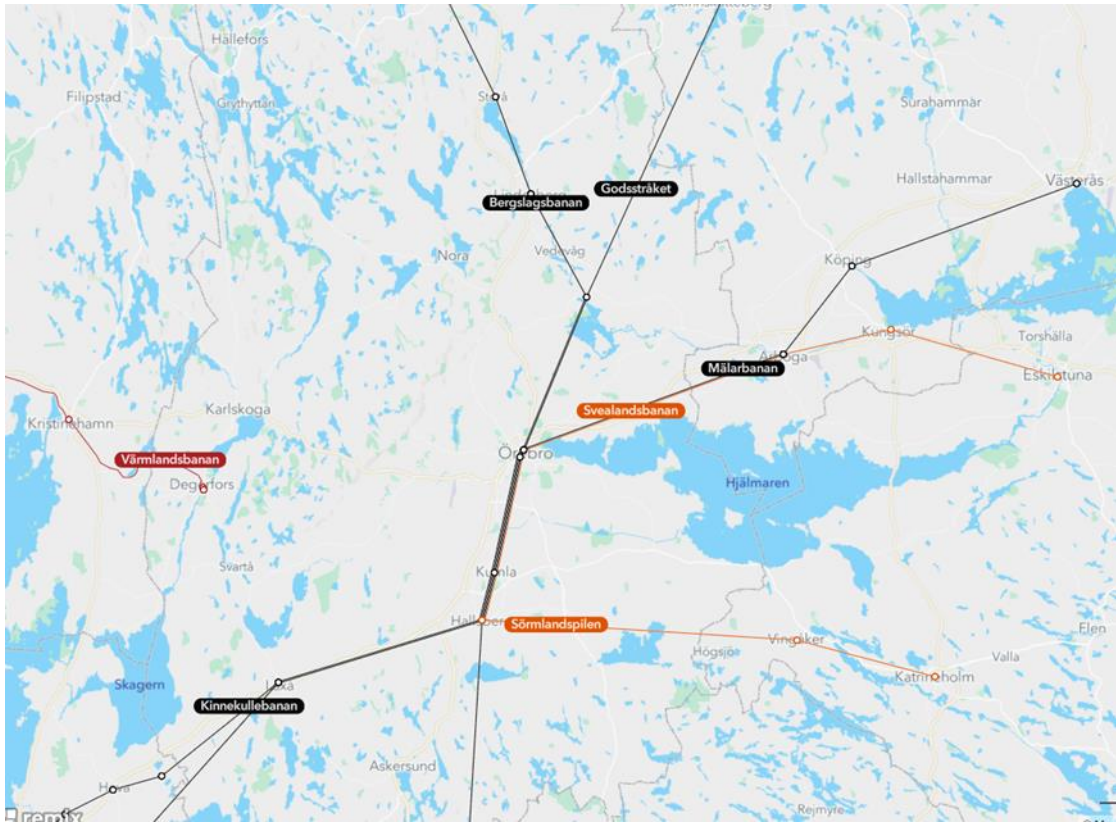 Hällefors
Filipstad
Grythyttan
Surahammar
Godsstråket
Hallstahammar
Västerås
Bergslagsbanan
Vedevåg
Nora
Köping
Kungsör
Torshälla
Mälarbanan
Eskilstuna
Karlskoga
Svealandsbanan
Kristinehamn
Örebro
Värmlandsbanan
Degerfors
Hjälmaren
Svartå
Kumla
Hallsberg
Sörmlandspilen
Vingåker
Flen
Högsjö
Valla
Katrineholm
Skagern
Laxå
Kinnekullebanan
Askersund
Hova
Rejmyre
remix